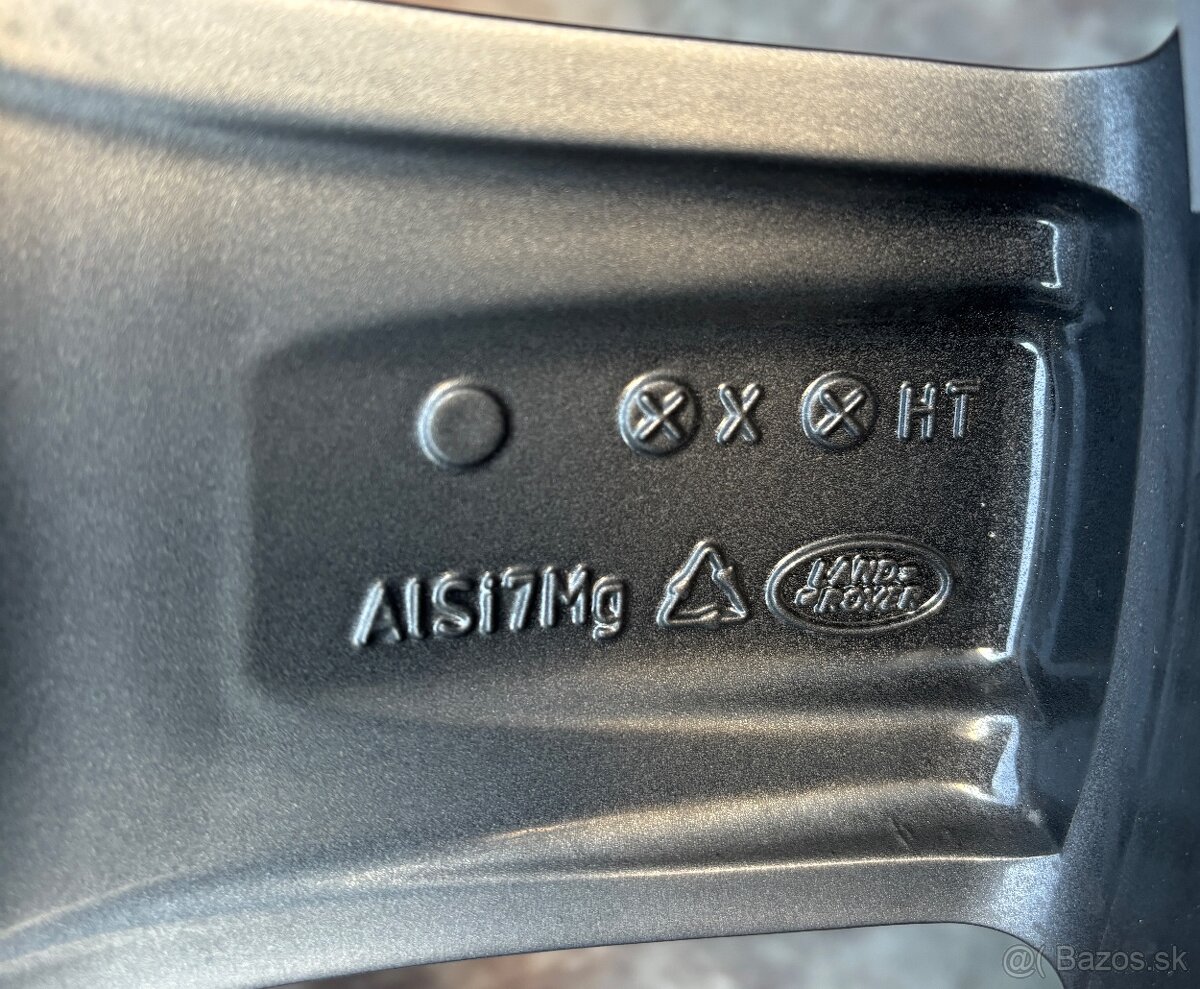 X X X HT
AlSi7Mg LAND ROVER
@( Bazos.sk